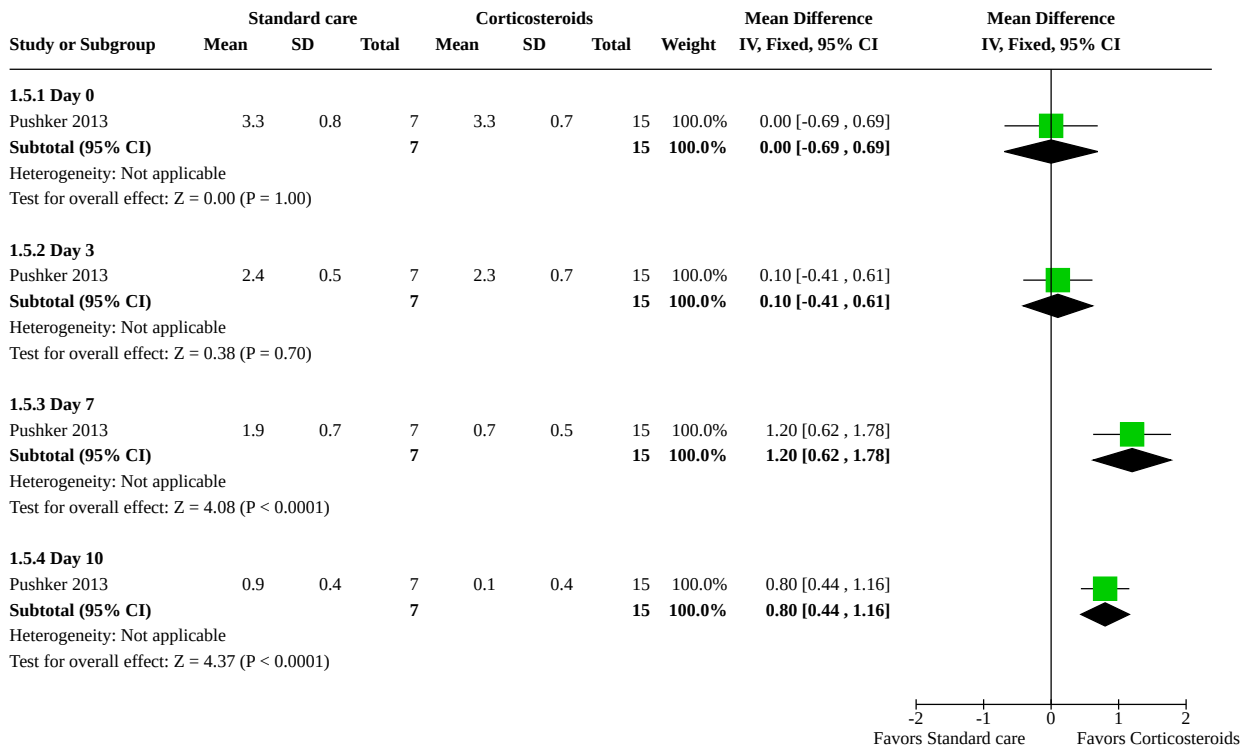 Standard care Corticosteroids Mean Difference Mean Difference
Study or Subgroup Mean SD Total Mean SD Total Weight IV, Fixed, 95% CI IV, Fixed, 95% CI
1.5.1 Day 0
Pushker 2013 3.3 0.8 7 3.3 0.7 15 100.0% 0.00 [-0.69 , 0.69]
Subtotal (95% CI) 7 15 100.0% 0.00 [-0.69 , 0.69]
Heterogeneity: Not applicable
Test for overall effect: Z = 0.00 (P = 1.00)
1.5.2 Day 3
Pushker 2013 2.4 0.5 7 2.3 0.7 15 100.0% 0.10 [-0.41 , 0.61]
Subtotal (95% CI) 7 15 100.0% 0.10 [-0.41 , 0.61]
Heterogeneity: Not applicable
Test for overall effect: Z = 0.38 (P = 0.70)
1.5.3 Day 7
Pushker 2013 1.9 0.7 7 0.7 0.5 15 100.0% 1.20 [0.62 , 1.78]
Subtotal (95% CI) 7 15 100.0% 1.20 [0.62 , 1.78]
Heterogeneity: Not applicable
Test for overall effect: Z = 4.08 (P < 0.0001)
1.5.4 Day 10
Pushker 2013 0.9 0.4 7 0.1 0.4 15 100.0% 0.80 [0.44 , 1.16]
Subtotal (95% CI) 7 15 100.0% 0.80 [0.44 , 1.16]
Heterogeneity: Not applicable
Test for overall effect: Z = 4.37 (P < 0.0001)
-2 -1 0 1 2
Favors Standard care Favors Corticosteroids